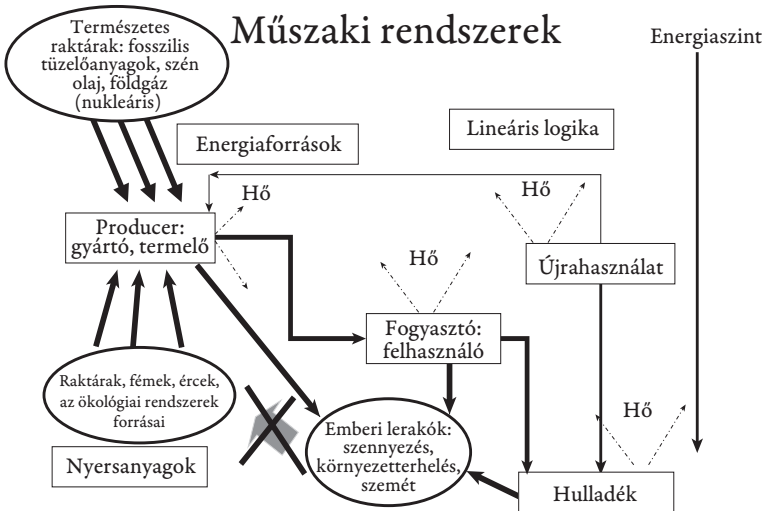 Műszaki rendszerek
Természetes
raktárak: fosszilis
tüzelőanyagok, szén
olaj, földgáz
(nukleáris)
Energiaszint
Lineáris logika
Energiaforrások
Hő
Hő
Producer:
gyártó, termelő
Hő
Újrahasználat
Fogyasztó:
felhasználó
Raktárak, fémek, ércek,
az ökológiai rendszerek
forrásai
Nyersanyagok
Emberi lerakók:
szennyezés,
környezetterhelés,
szemét
Hő
Hulladék